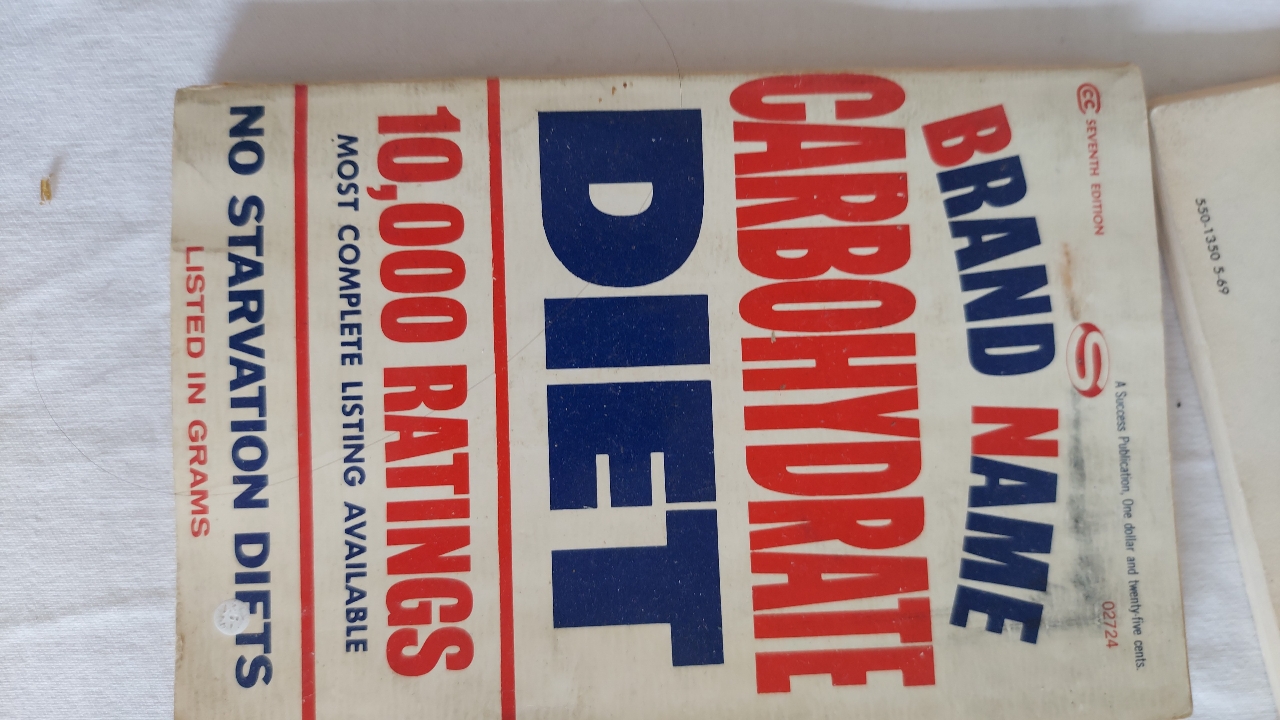 CC SEVENTH EDITION
S
A Success Publication, One dollar and twenty-five cents.
02724
BRAND NAME
CARBOHYDRATE
DIET
10,000 RATINGS
MOST COMPLETE LISTING AVAILABLE
NO STARVATION DIETS
LISTED IN GRAMS
550-1350 5-69